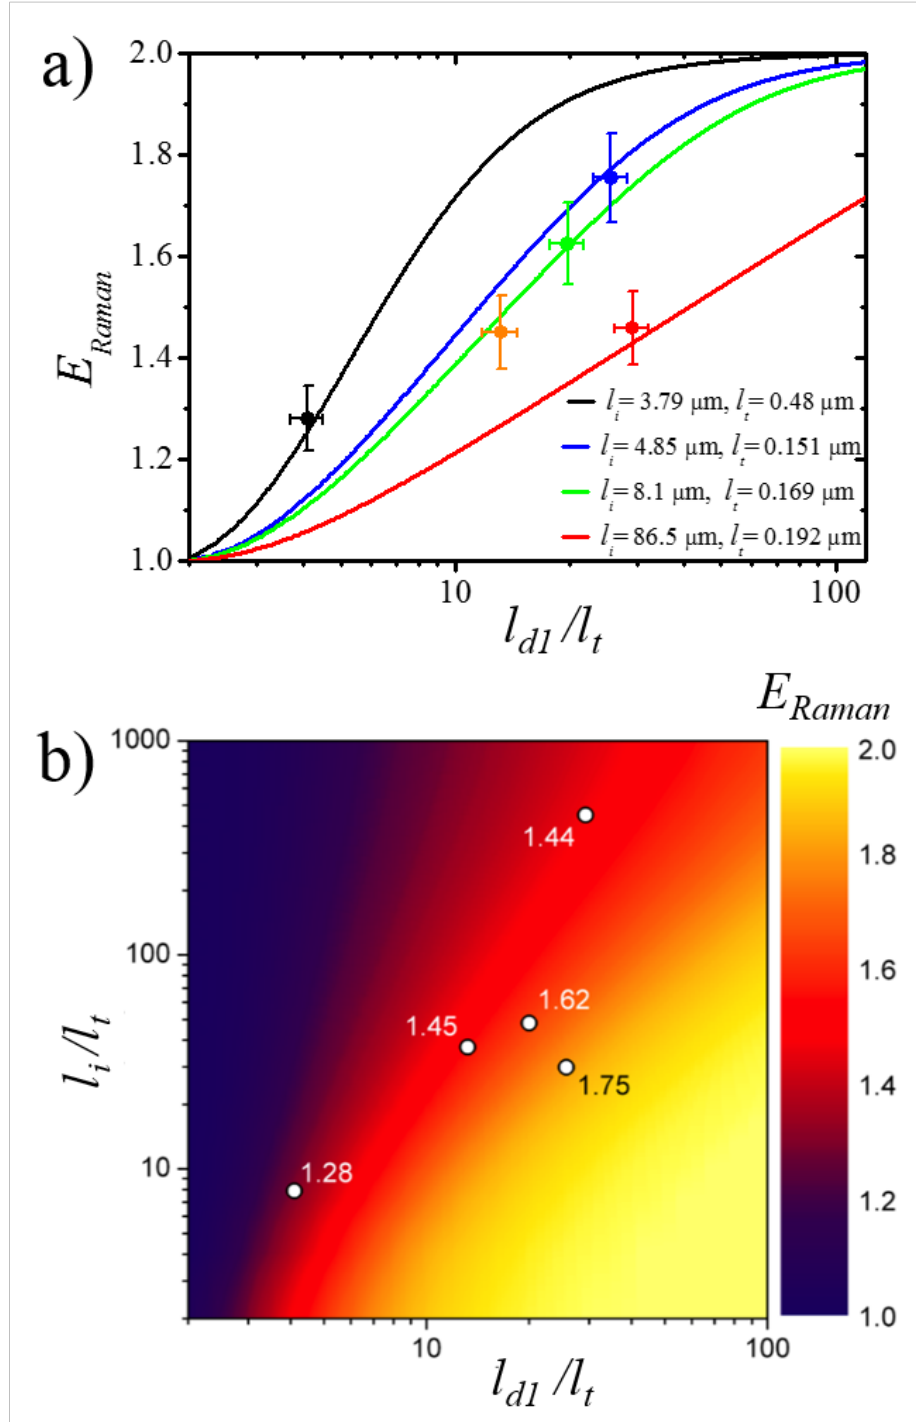 a)
E_Raman
2.0
1.8
1.6
1.4
1.2
1.0
l_i= 3.79 μm, l_t= 0.48 μm
l_i= 4.85 μm, l_t=0.151 μm
l_i=8.1 μm, l_t=0.169 μm
l_i=86.5 μm, l_t=0.192 μm
10 100
l_d1/l_t
b)
E_Raman
l_i/l_t
1000
100
10
1.44
1.62
1.45
1.75
1.28
2.0
1.8
1.6
1.4
1.2
1.0
10 100
l_d1/l_t